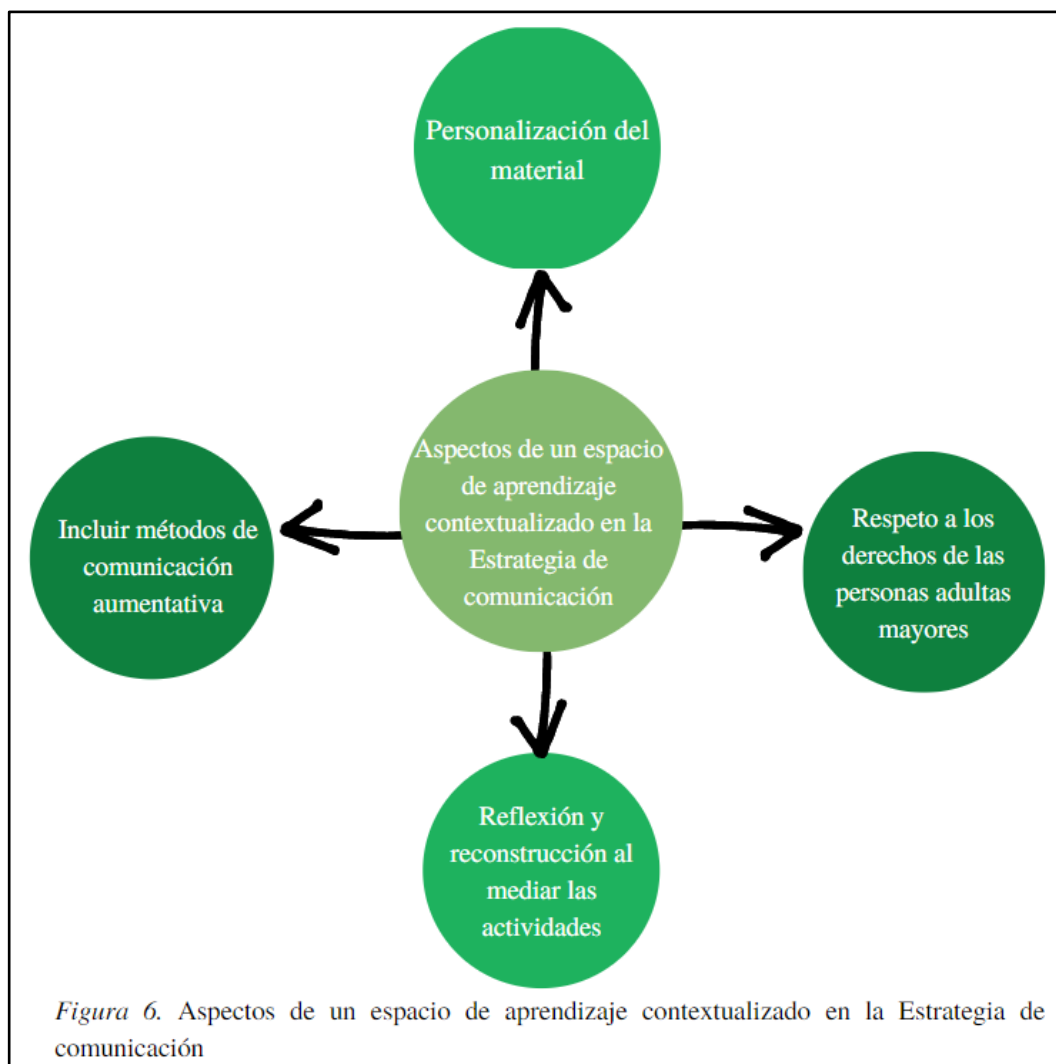 Personalización del
material
Aspectos de un espacio
de aprendizaje
contextualizado en la
Estrategia de
comunicación
Incluir métodos de
comunicación
aumentativa
Respeto a los
derechos de las
personas adultas
mayores
Reflexión y
reconstrucción al
mediar las
actividades
Figura 6. Aspectos de un espacio de aprendizaje contextualizado en la Estrategia de
comunicación